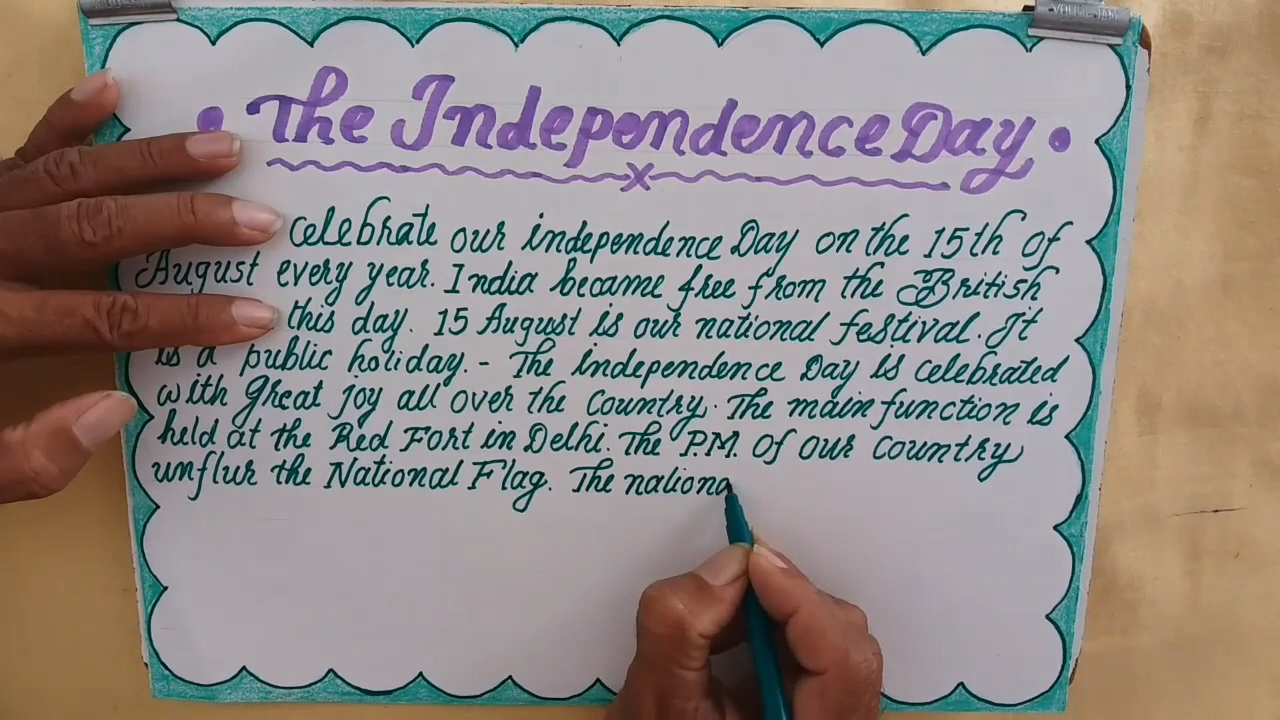 The Independence Day
celebrate our independence Day on the 15th of
August every year. India became free from the British
this day. 15 August is our national festival. It
is a public holiday. - The independence Day is celebrated
with great joy all over the country. The main function is
held at the Red Fort in Delhi. The P.M. of our country
unflur the National Flag. The nationa